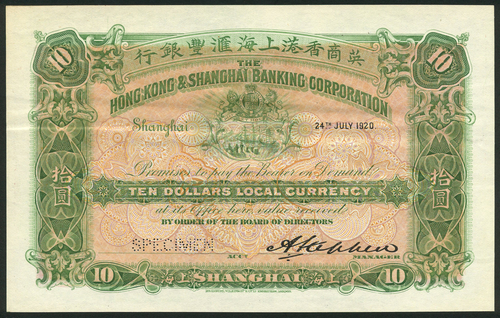 10 行銀豐滙海上港香商英 10
THE
HONG KONG & SHANGHAI BANKING CORPORATION
Shanghai 24TH JULY 1920.
Promises to pay the Bearer on Demand
拾圓 拾圓
TEN DOLLARS LOCAL CURRENCY
at its Office here, value received
BY ORDER OF THE BOARD OF DIRECTORS
SPECIMEN A Stephen
ACCT MANAGER
10 SHANGHAI 10